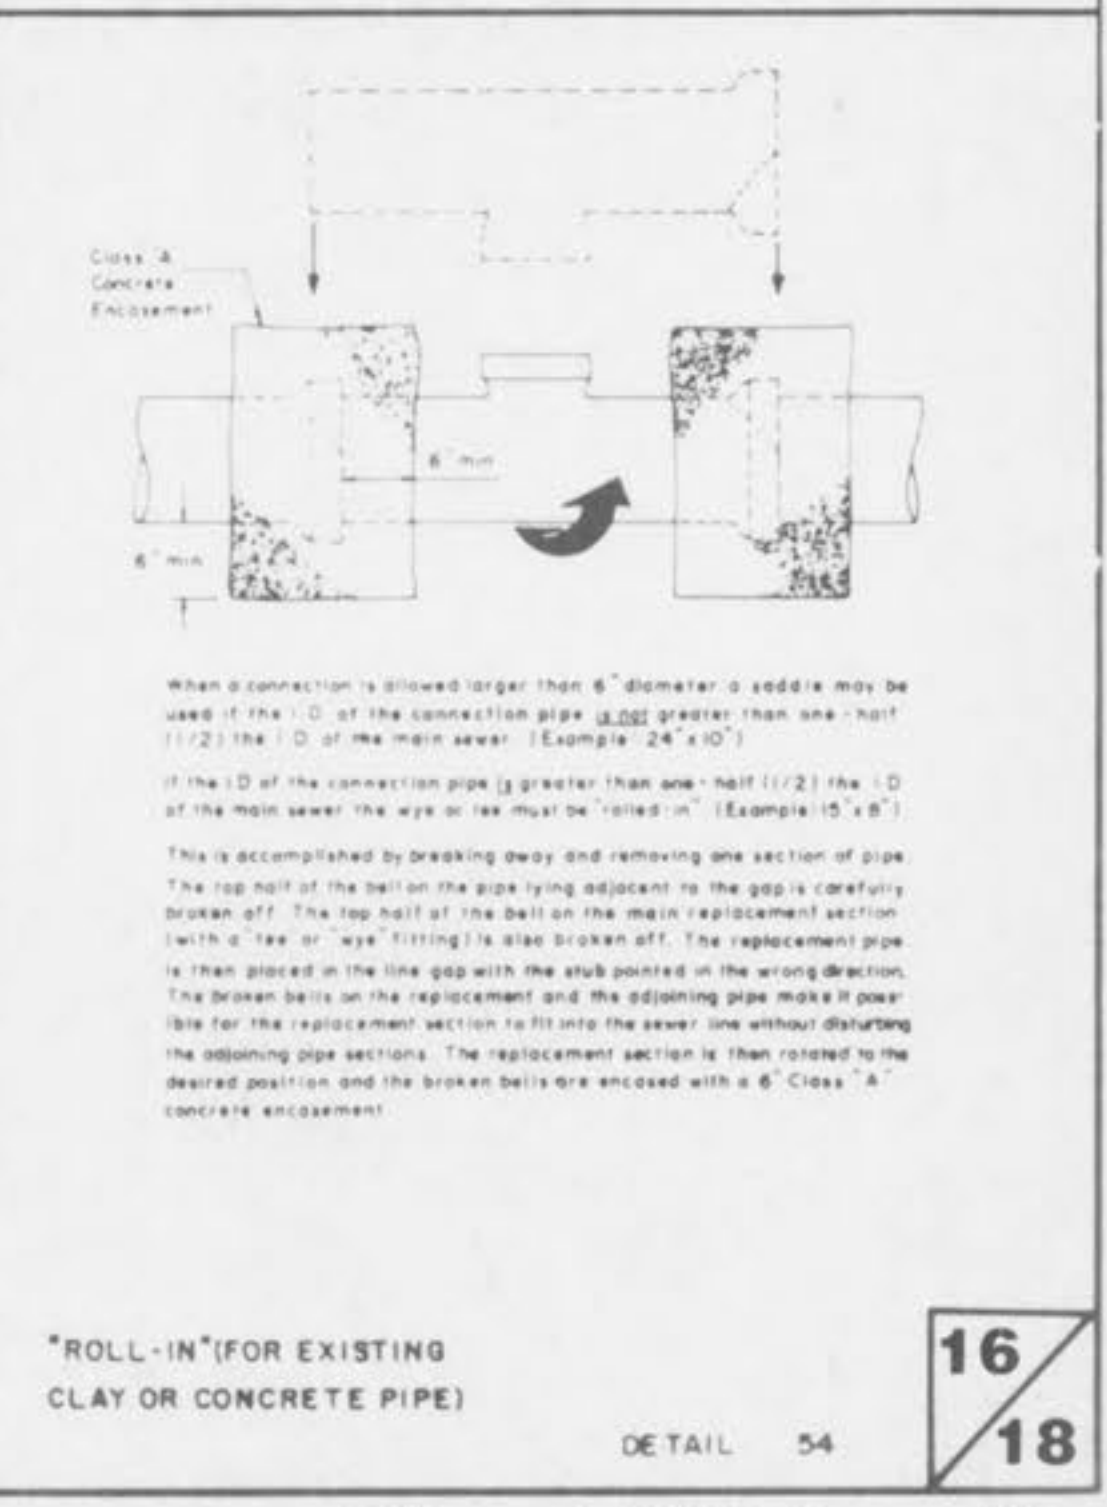 Class "A"
Concrete
Encasement
6" min
6" min
When a connection is allowed larger than 6" diameter a saddle may be
used if the I.D. of the connection pipe is not greater than one-half
(1/2) the I.D. of the main sewer. (Example: 24"x10")
If the I.D. of the connection pipe is greater than one-half (1/2) the I.D.
of the main sewer the wye or tee must be "rolled-in" (Example: 15"x8")
This is accomplished by breaking away and removing one section of pipe.
The top half of the bell on the pipe lying adjacent to the gap is carefully
broken off. The top half of the bell on the main replacement section
(with a "tee" or "wye" fitting) is also broken off. The replacement pipe
is then placed in the line gap with the stub pointed in the wrong direction.
The broken bells on the replacement and the adjoining pipe make it poss-
ible for the replacement section to fit into the sewer line without disturbing
the adjoining pipe sections. The replacement section is then rotated to the
desired position and the broken bells are encased with a 6" Class "A"
concrete encasement.
"ROLL-IN"(FOR EXISTING
CLAY OR CONCRETE PIPE)
DETAIL 54
16
18